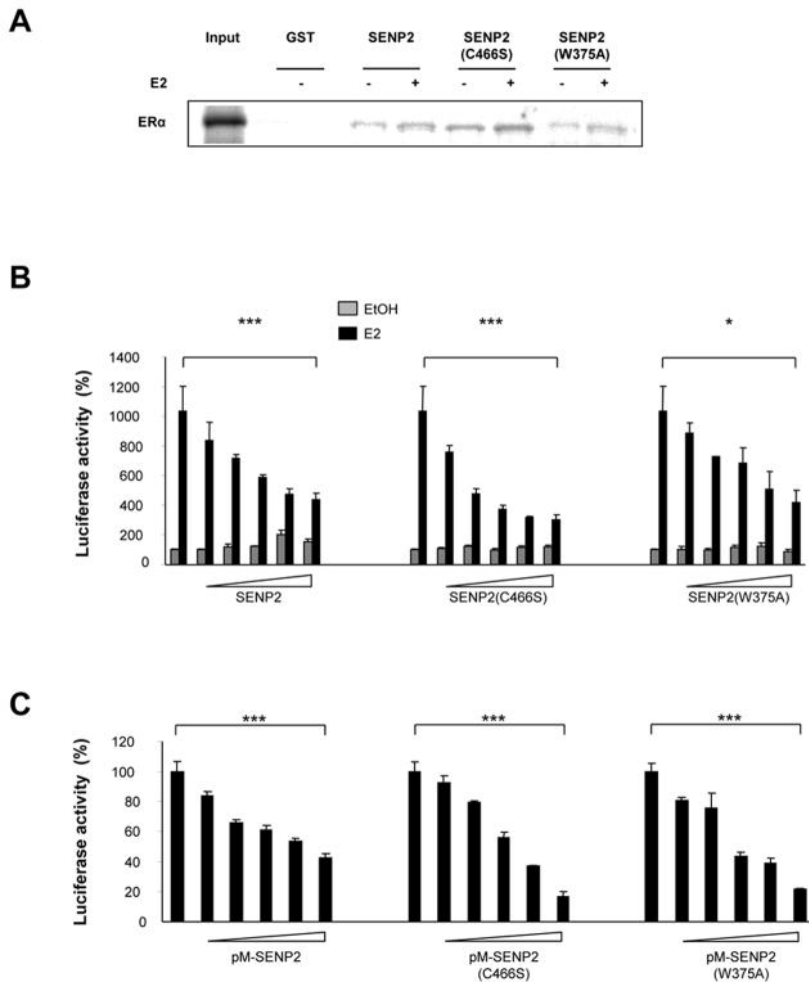 A
Input GST SENP2 SENP2 SENP2
(C466S) (W375A)
E2 - - + - + - +
ERα
B
EtOH
E2
*** *** *
Luciferase activity (%)
1400
1200
1000
800
600
400
200
0
SENP2 SENP2(C466S) SENP2(W375A)
C
*** *** ***
Luciferase activity (%)
120
100
80
60
40
20
0
pM-SENP2 pM-SENP2 pM-SENP2
(C466S) (W375A)